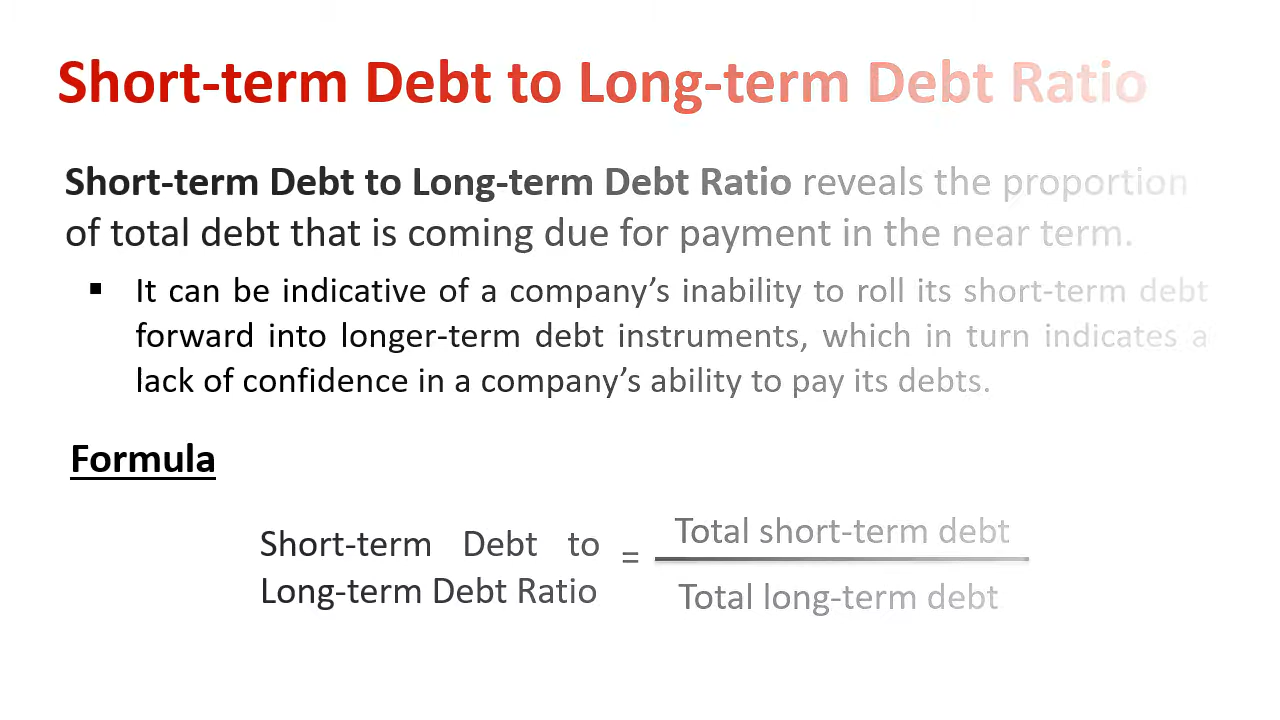 Short-term Debt to Long-term Debt Ratio
Short-term Debt to Long-term Debt Ratio reveals the proportion
of total debt that is coming due for payment in the near term.
▪ It can be indicative of a company’s inability to roll its short-term debt
forward into longer-term debt instruments, which in turn indicates a
lack of confidence in a company’s ability to pay its debts.
Formula
Short-term Debt to
Long-term Debt Ratio
=
Total short-term debt
Total long-term debt